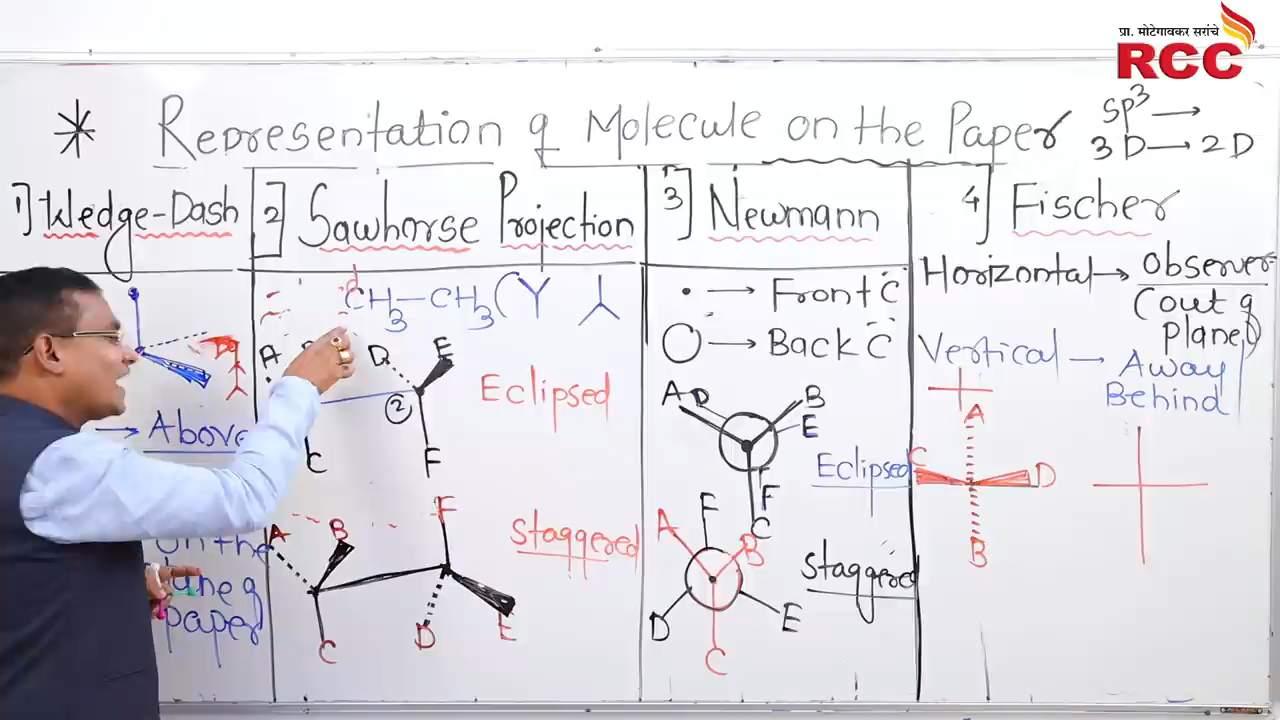 प्रा. मोटेगावकर सरांचे
RCC
* Representation of Molecule on the Paper
Sp³ →
3D → 2D
1] Wedge-Dash
→ Above
On the
plane of
paper
2] Sawhorse Projection
CH3-CH3
A D E
2
C F
Eclipsed
A B F
C D E
Staggered
3] Newmann
• → Front C
○ → Back C
A D B
E
F
C
Eclipsed
F
A B
D E
C
Staggered
4] Fischer
Horizontal → Observer
(out of
plane)
Vertical → Away
Behind
A
C D
B